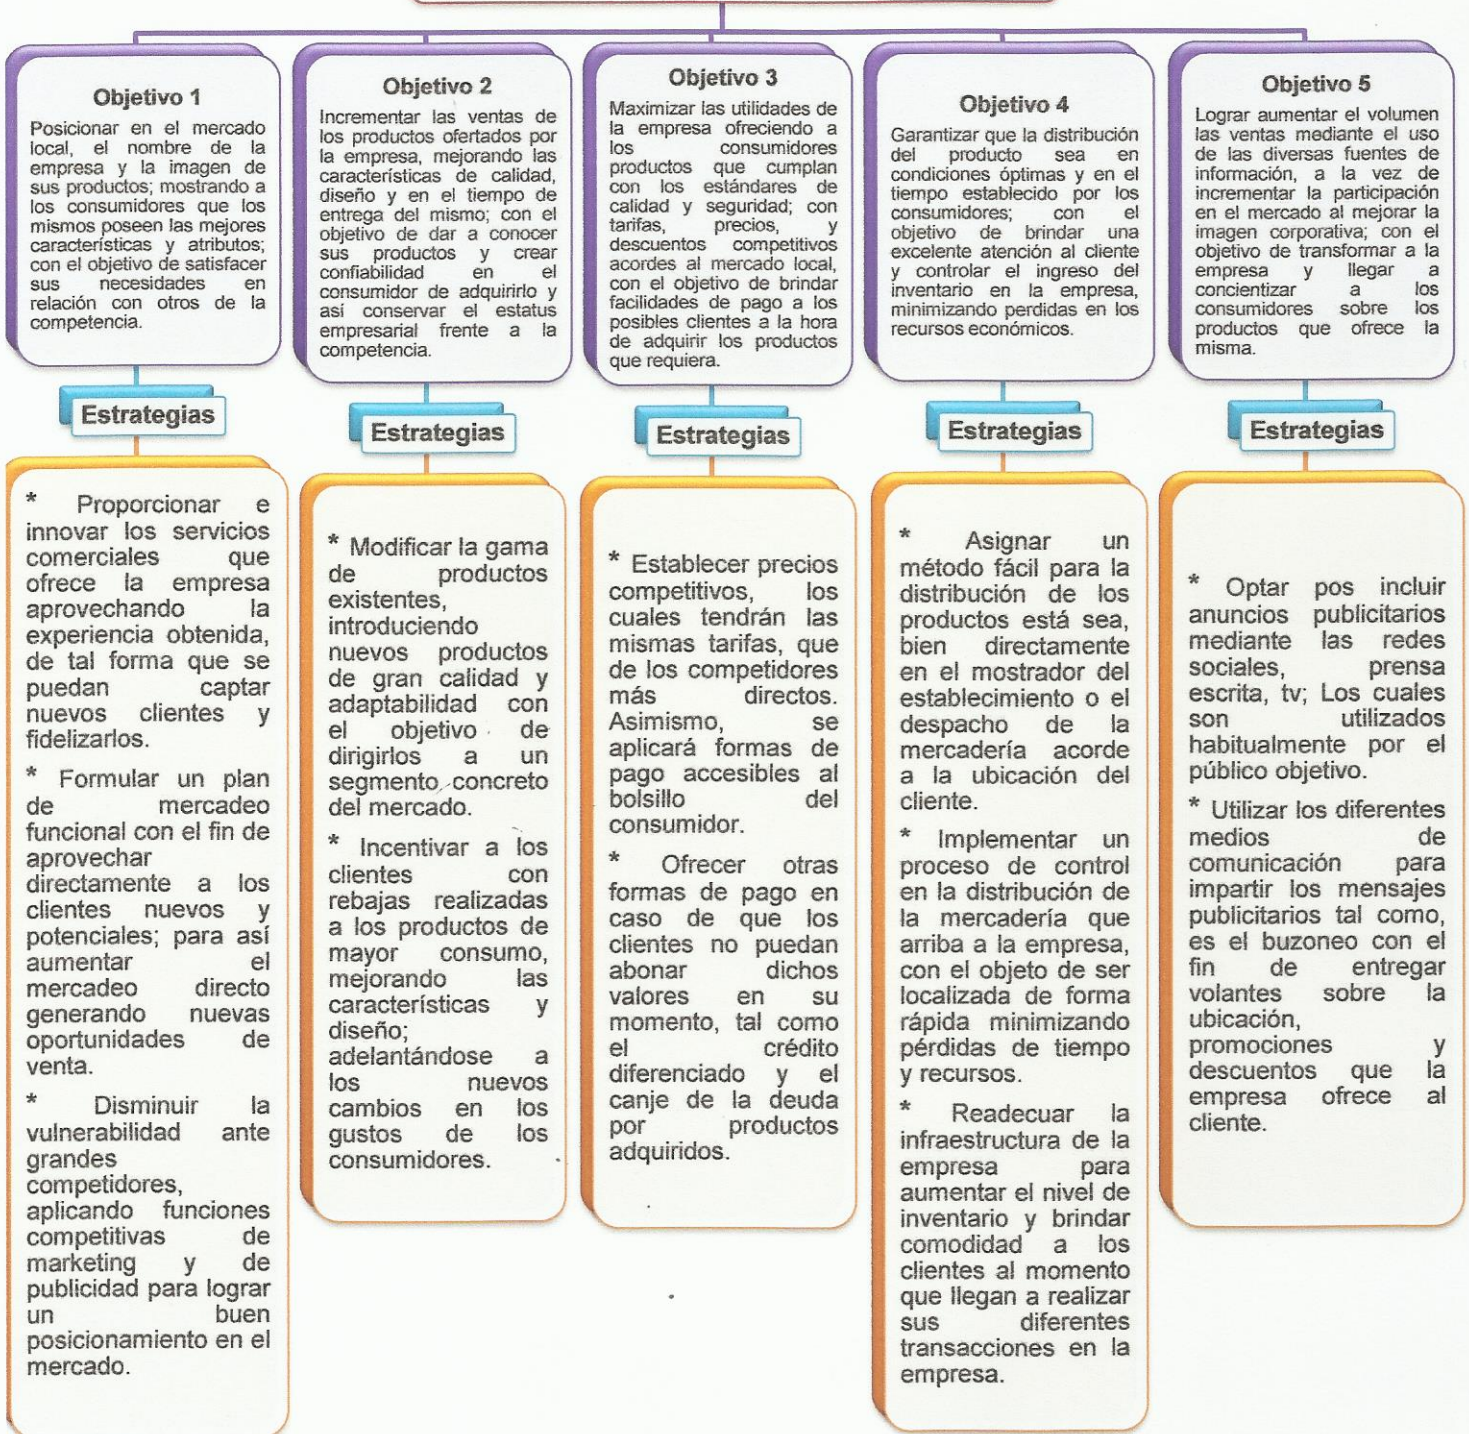 Objetivo 1
Posicionar en el mercado
local, el nombre de la
empresa y la imagen de
sus productos; mostrando a
los consumidores que los
mismos poseen las mejores
características y atributos;
con el objetivo de satisfacer
sus necesidades en
relación con otros de la
competencia.
Objetivo 2
Incrementar las ventas de
los productos ofertados por
la empresa, mejorando las
características de calidad,
diseño y en el tiempo de
entrega del mismo; con el
objetivo de dar a conocer
sus productos y crear
confiabilidad en el
consumidor de adquirirlo y
así conservar el estatus
empresarial frente a la
competencia.
Objetivo 3
Maximizar las utilidades de
la empresa ofreciendo a
los consumidores
productos que cumplan
con los estándares de
calidad y seguridad; con
tarifas, precios, y
descuentos competitivos
acordes al mercado local,
con el objetivo de brindar
facilidades de pago a los
posibles clientes a la hora
de adquirir los productos
que requiera.
Objetivo 4
Garantizar que la distribución
del producto sea en
condiciones óptimas y en el
tiempo establecido por los
consumidores; con el
objetivo de brindar una
excelente atención al cliente
y controlar el ingreso del
inventario en la empresa,
minimizando perdidas en los
recursos económicos.
Objetivo 5
Lograr aumentar el volumen
las ventas mediante el uso
de las diversas fuentes de
información, a la vez de
incrementar la participación
en el mercado al mejorar la
imagen corporativa; con el
objetivo de transformar a la
empresa y llegar a
concientizar a los
consumidores sobre los
productos que ofrece la
misma.
Estrategias
Estrategias
Estrategias
Estrategias
Estrategias
* Proporcionar e
innovar los servicios
comerciales que
ofrece la empresa
aprovechando la
experiencia obtenida,
de tal forma que se
puedan captar
nuevos clientes y
fidelizarlos.
* Formular un plan
de mercadeo
funcional con el fin de
aprovechar
directamente a los
clientes nuevos y
potenciales; para así
aumentar el
mercadeo directo
generando nuevas
oportunidades de
venta.
* Disminuir la
vulnerabilidad ante
grandes
competidores,
aplicando funciones
competitivas de
marketing y de
publicidad para lograr
un buen
posicionamiento en el
mercado.
* Modificar la gama
de productos
existentes,
introduciendo
nuevos productos
de gran calidad y
adaptabilidad con
el objetivo de
dirigirlos a un
segmento concreto
del mercado.
* Incentivar a los
clientes con
rebajas realizadas
a los productos de
mayor consumo,
mejorando las
características y
diseño;
adelantándose a
los nuevos
cambios en los
gustos de los
consumidores.
* Establecer precios
competitivos, los
cuales tendrán las
mismas tarifas, que
de los competidores
más directos.
Asimismo, se
aplicará formas de
pago accesibles al
bolsillo del
consumidor.
* Ofrecer otras
formas de pago en
caso de que los
clientes no puedan
abonar dichos
valores en su
momento, tal como
el crédito
diferenciado y el
canje de la deuda
por productos
adquiridos.
* Asignar un
método fácil para la
distribución de los
productos está sea,
bien directamente
en el mostrador del
establecimiento o el
despacho de la
mercadería acorde
a la ubicación del
cliente.
* Implementar un
proceso de control
en la distribución de
la mercadería que
arriba a la empresa,
con el objeto de ser
localizada de forma
rápida minimizando
pérdidas de tiempo
y recursos.
* Readecuar la
infraestructura de la
empresa para
aumentar el nivel de
inventario y brindar
comodidad a los
clientes al momento
que llegan a realizar
sus diferentes
transacciones en la
empresa.
* Optar pos incluir
anuncios publicitarios
mediante las redes
sociales, prensa
escrita, tv; Los cuales
son utilizados
habitualmente por el
público objetivo.
* Utilizar los diferentes
medios de
comunicación para
impartir los mensajes
publicitarios tal como,
es el buzoneo con el
fin de entregar
volantes sobre la
ubicación,
promociones y
descuentos que la
empresa ofrece al
cliente.